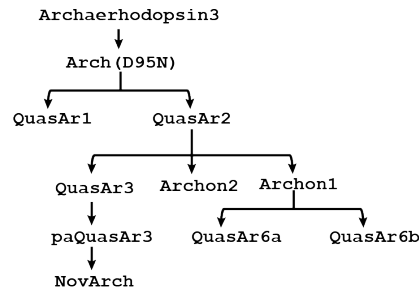 Archaerhodopsin3
Arch(D95N)
QuasAr1 QuasAr2
QuasAr3 Archon2 Archon1
paQuasAr3 QuasAr6a QuasAr6b
NovArch